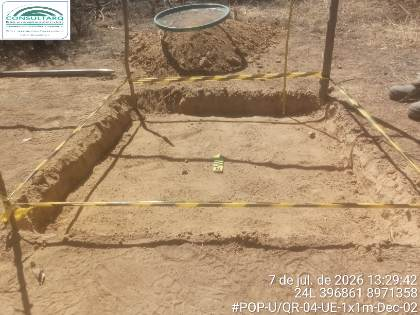 CONSULTARQ
7 de jul. de 2026 13:29:42
24L 396861 8971358
#POP-U/QR-04-UE-1x1m-Dec-02